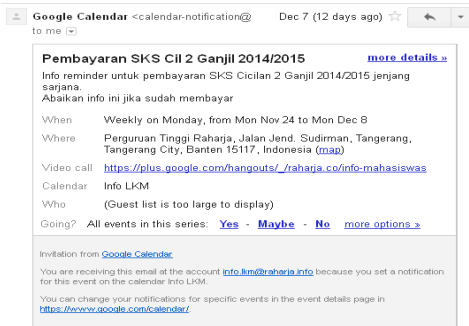 Google Calendar <calendar-notification@ Dec 7 (12 days ago)
to me
Pembayaran SKS Cil 2 Ganjil 2014/2015 more details »
Info reminder untuk pembayaran SKS Cicilan 2 Ganjil 2014/2015 jenjang
sarjana.
Abaikan info ini jika sudah membayar
When Weekly on Monday, from Mon Nov 24 to Mon Dec 8
Where Perguruan Tinggi Raharja, Jalan Jend. Sudirman, Tangerang,
Tangerang City, Banten 15117, Indonesia (map)
Video call https://plus.google.com/hangouts/_/raharja.co/info-mahasiswas
Calendar Info LKM
Who (Guest list is too large to display)
Going? All events in this series: Yes - Maybe - No more options »
Invitation from Google Calendar
You are receiving this email at the account info.lkm@raharja.info because you set a notification
for this event on the calendar Info LKM.
You can change your notifications for specific events in the event details page in
https://www.google.com/calendar/.